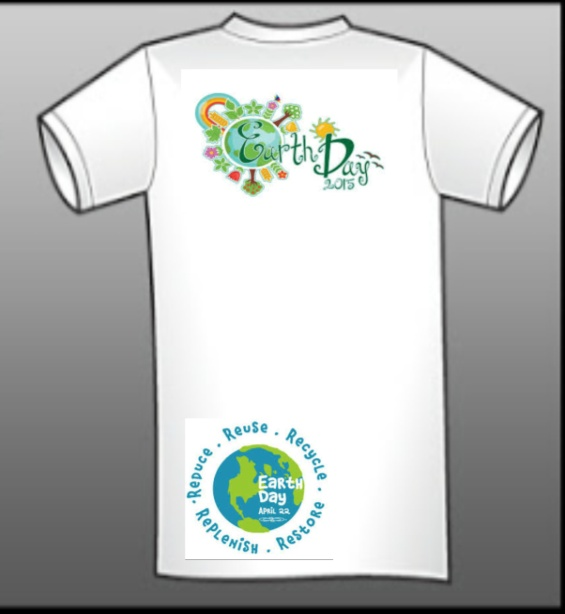 Earth Day
2015
Reduce . Reuse . Recycle .
Replenish . Restore .
Earth
Day
April 22